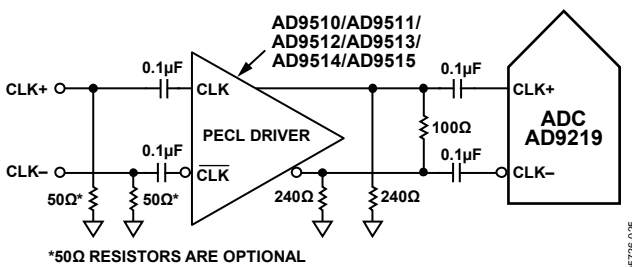 AD9510/AD9511/
AD9512/AD9513/
AD9514/AD9515
CLK+
0.1µF
CLK
PECL DRIVER
0.1µF
CLK+
ADC
AD9219
100Ω
CLK–
0.1µF
CLK
0.1µF
CLK–
50Ω*
50Ω*
240Ω
240Ω
*50Ω RESISTORS ARE OPTIONAL